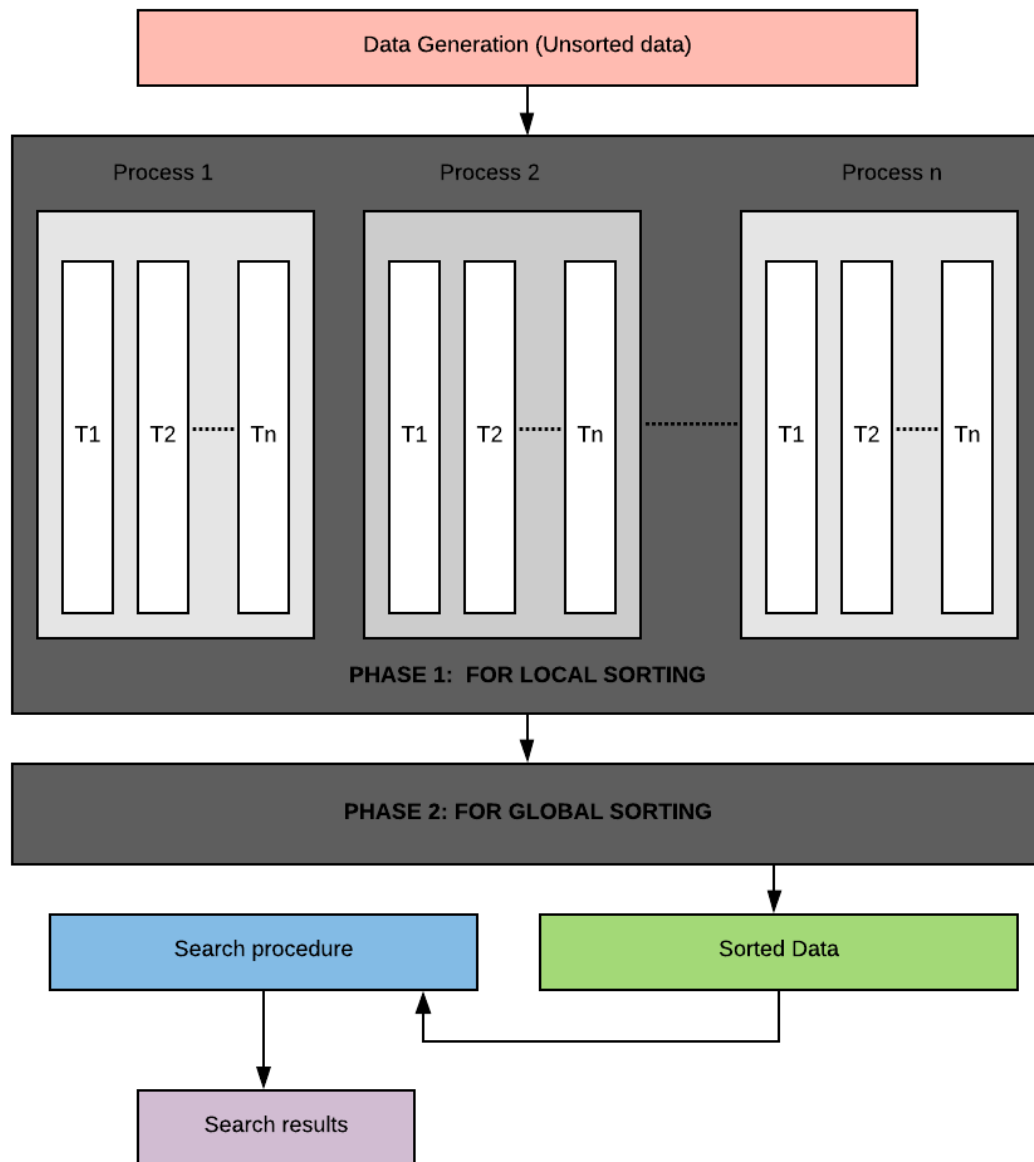 Data Generation (Unsorted data)
Process 1
Process 2
Process n
T1
T2
Tn
T1
T2
Tn
T1
T2
Tn
PHASE 1: FOR LOCAL SORTING
PHASE 2: FOR GLOBAL SORTING
Search procedure
Sorted Data
Search results